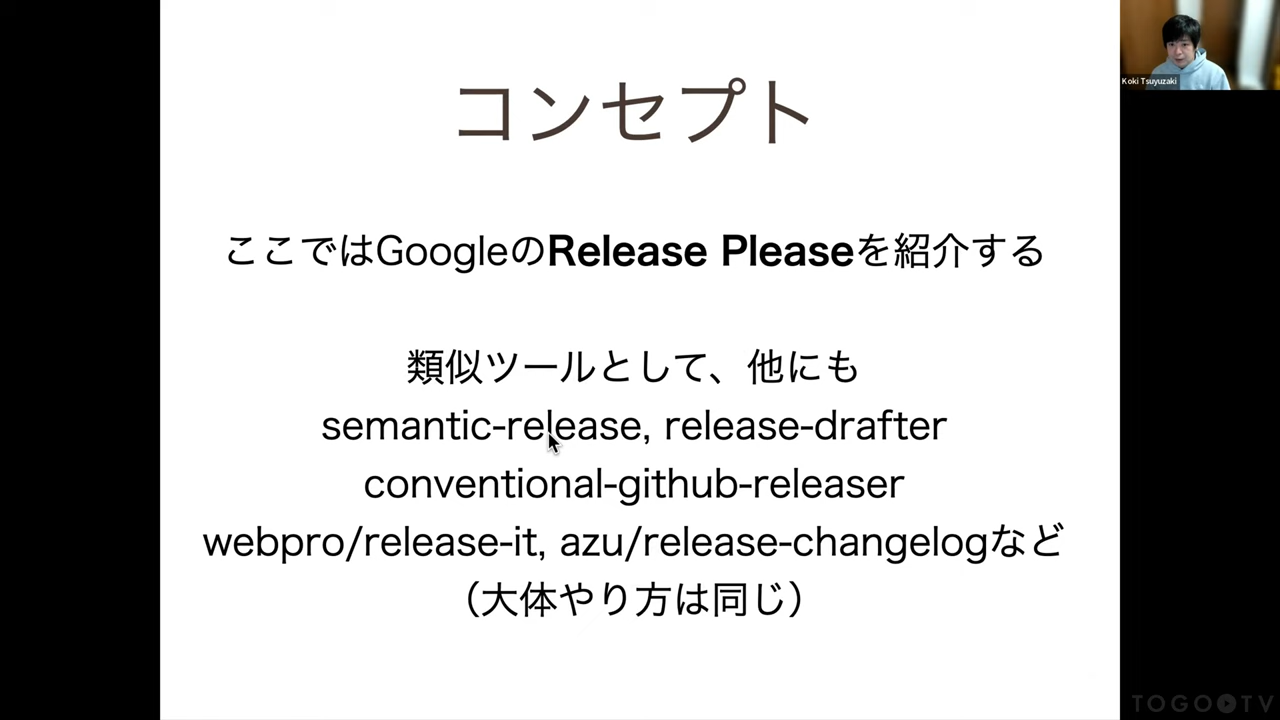 コンセプト
Koki Tsuyuzaki
ここではGoogleのRelease Pleaseを紹介する
類似ツールとして、他にも
semantic-release, release-drafter
conventional-github-releaser
webpro/release-it, azu/release-changelogなど
（大体やり方は同じ）
TOGOTV